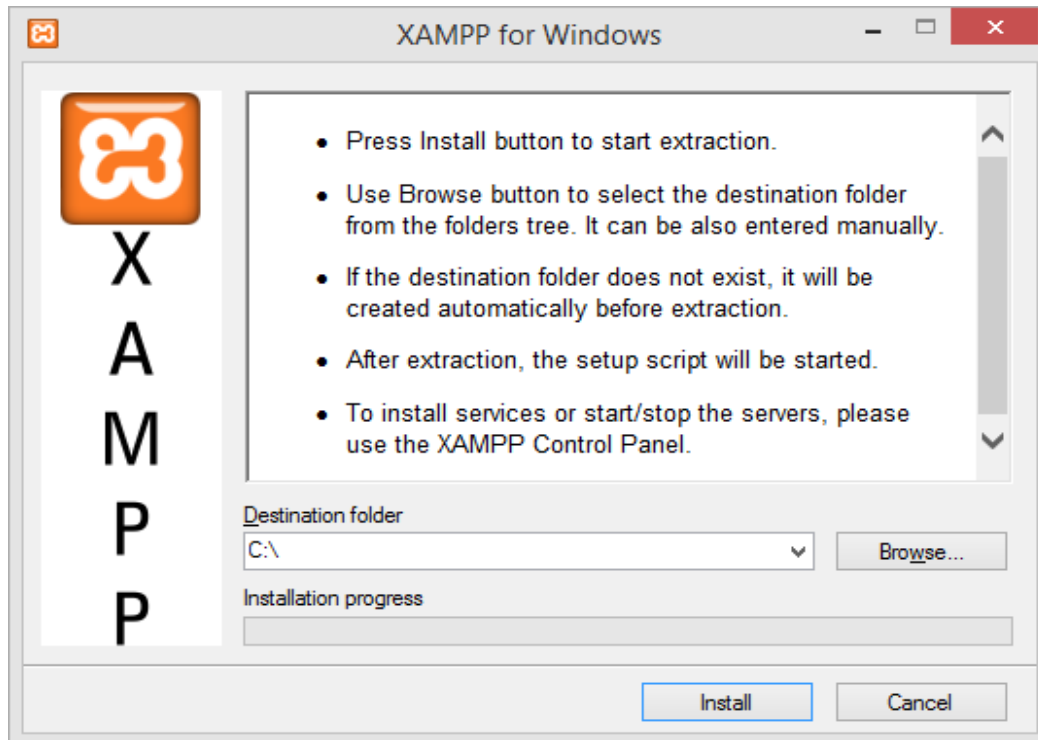 XAMPP for Windows
X
A
M
P
P
• Press Install button to start extraction.
• Use Browse button to select the destination folder
from the folders tree. It can be also entered manually.
• If the destination folder does not exist, it will be
created automatically before extraction.
• After extraction, the setup script will be started.
• To install services or start/stop the servers, please
use the XAMPP Control Panel.
Destination folder
C:\
Browse...
Installation progress
Install
Cancel